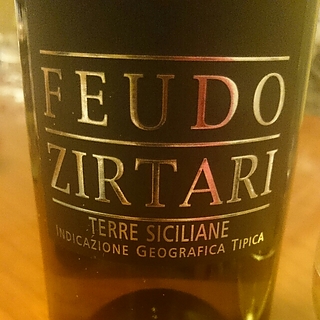 FEUDO
ZIRTARI
TERRE SICILIANE
INDICAZIONE GEOGRAFICA TIPICA